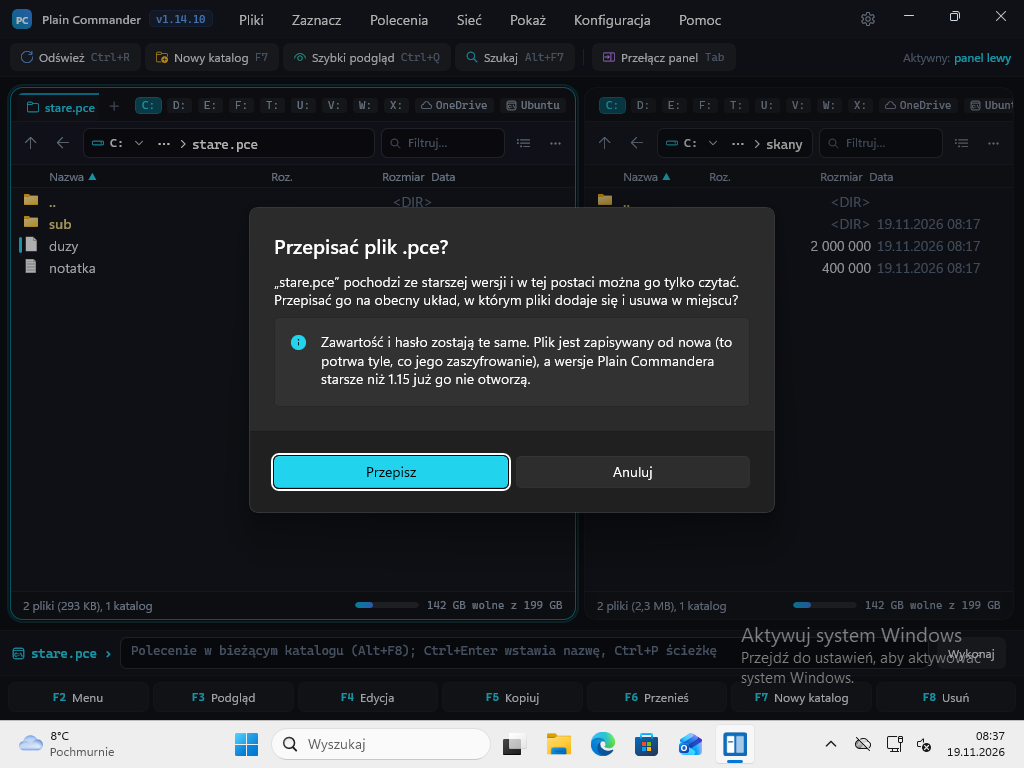 PC Plain Commander v1.14.10 Pliki Zaznacz Polecenia Sieć Pokaż Konfiguracja Pomoc
Odśwież Ctrl+R Nowy katalog F7 Szybki podgląd Ctrl+Q Szukaj Alt+F7 Przełącz panel Tab Aktywny: panel lewy
stare.pce + C: D: E: F: T: U: V: W: X: OneDrive Ubuntu
C: D: E: F: T: U: V: W: X: OneDrive Ubunt
C: ··· > stare.pce Filtruj... ···
C: ··· > skany Filtruj... ···
Nazwa Roz. Rozmiar Data
Nazwa Roz. Rozmiar Data
.. <DIR>
.. <DIR>
sub
<DIR> 19.11.2026 08:17
duzy
2 000 000 19.11.2026 08:17
notatka
400 000 19.11.2026 08:17
Przepisać plik .pce?
„stare.pce” pochodzi ze starszej wersji i w tej postaci można go tylko czytać.
Przepisać go na obecny układ, w którym pliki dodaje się i usuwa w miejscu?
Zawartość i hasło zostają te same. Plik jest zapisywany od nowa (to
potrwa tyle, co jego zaszyfrowanie), a wersje Plain Commandera
starsze niż 1.15 już go nie otworzą.
Przepisz Anuluj
2 pliki (293 KB), 1 katalog 142 GB wolne z 199 GB
2 pliki (2,3 MB), 1 katalog 142 GB wolne z 199 GB
stare.pce > Polecenie w bieżącym katalogu (Alt+F8); Ctrl+Enter wstawia nazwę, Ctrl+P ścieżkę Wykonaj
Aktywuj system Windows
Przejdź do ustawień, aby aktywować
system Windows.
F2 Menu F3 Podgląd F4 Edycja F5 Kopiuj F6 Przenieś F7 Nowy katalog F8 Usuń
8°C
Pochmurnie
Wyszukaj
08:37
19.11.2026